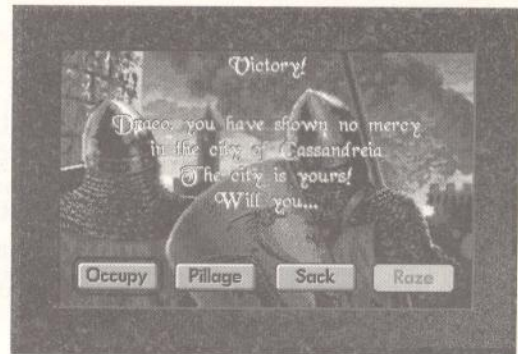 Victory!
Draco, you have shown no mercy
in the city of Cassandreia
The city is yours!
Will you...
Occupy Pillage Sack Raze